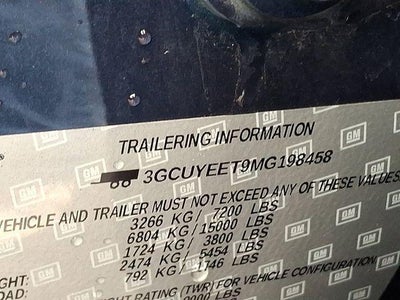 TRAILERING INFORMATION
3GCUYEET9MG198458
VEHICLE AND TRAILER MUST NOT EXCEED ANY OF THESE VALUES
3266 KG/ 7200 LBS
6804 KG/15000 LBS
1724 KG/ 3800 LBS
2474 KG/ 5454 LBS
792 KG/ 1746 LBS
RATING (TWR) FOR VEHICLE CONFIGURATION
LBS
GM